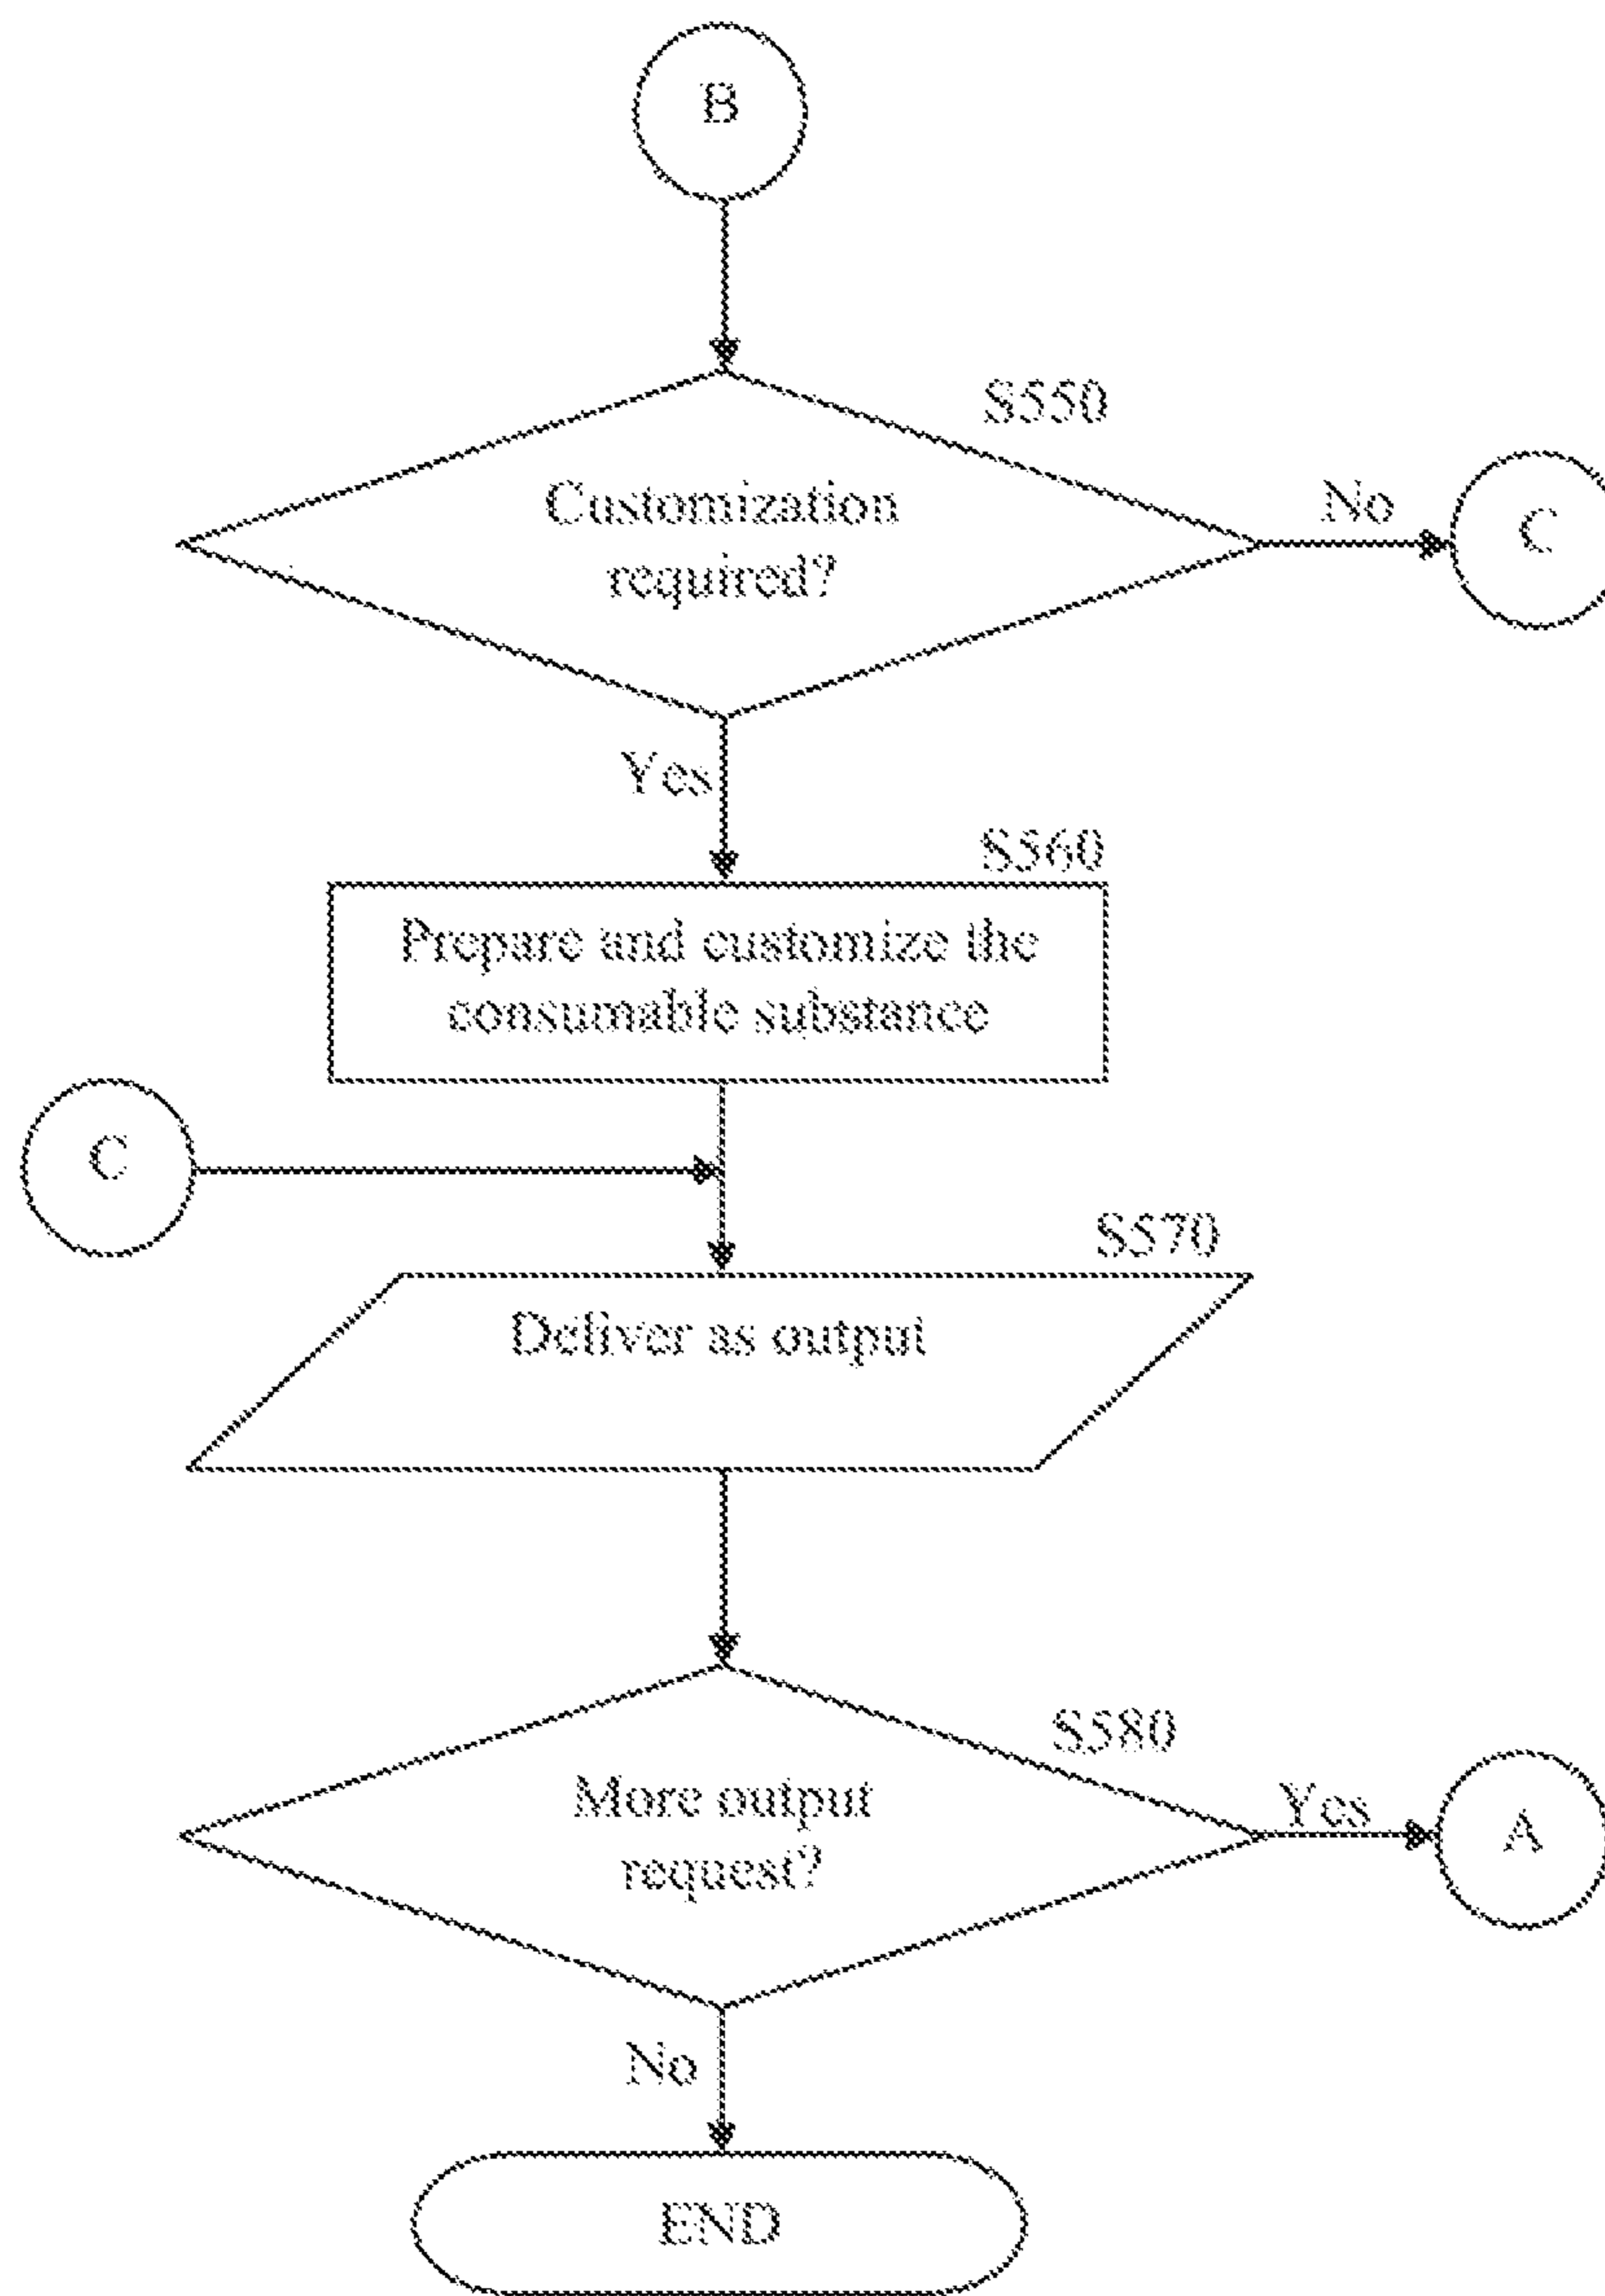 B
S550
Customization
required?
No
C
Yes
S560
Prepare and customize the
consumable substance
C
S570
Deliver as output
S580
More output
request?
Yes
A
No
END